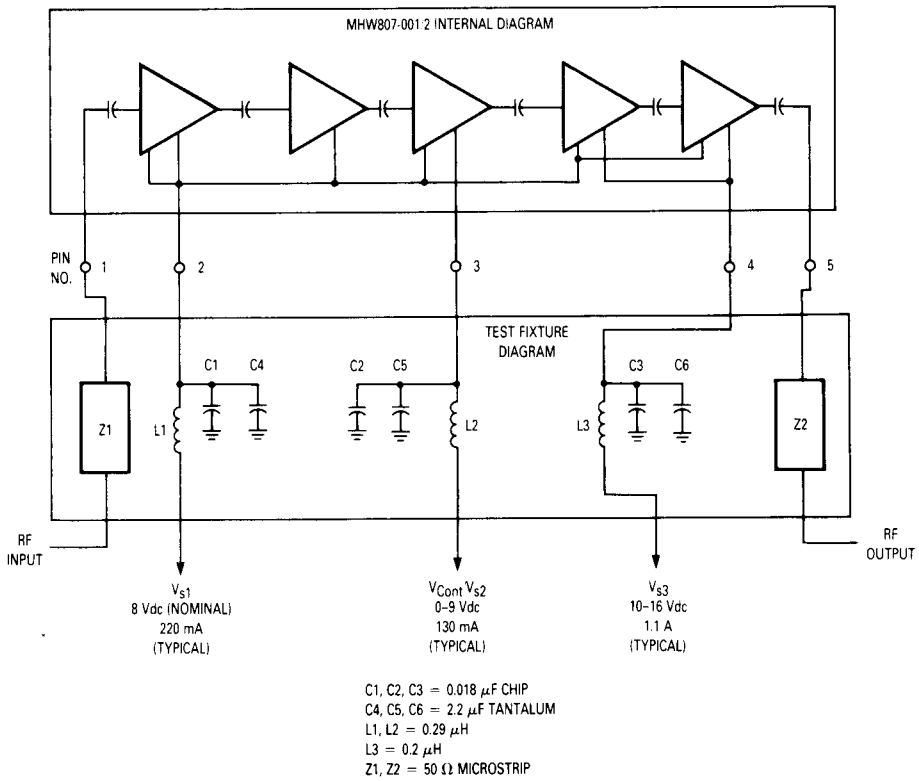 MHW807-001/2 INTERNAL DIAGRAM
PIN NO.
1
2
3
4
5
TEST FIXTURE
DIAGRAM
C1
C4
C2
C5
C3
C6
Z1
L1
L2
L3
Z2
RF
INPUT
RF
OUTPUT
Vs1
8 Vdc (NOMINAL)
220 mA
(TYPICAL)
VCont/Vs2
0–9 Vdc
130 mA
(TYPICAL)
Vs3
10–16 Vdc
1.1 A
(TYPICAL)
C1, C2, C3 = 0.018 μF CHIP
C4, C5, C6 = 2.2 μF TANTALUM
L1, L2 = 0.29 μH
L3 = 0.2 μH
Z1, Z2 = 50 Ω MICROSTRIP